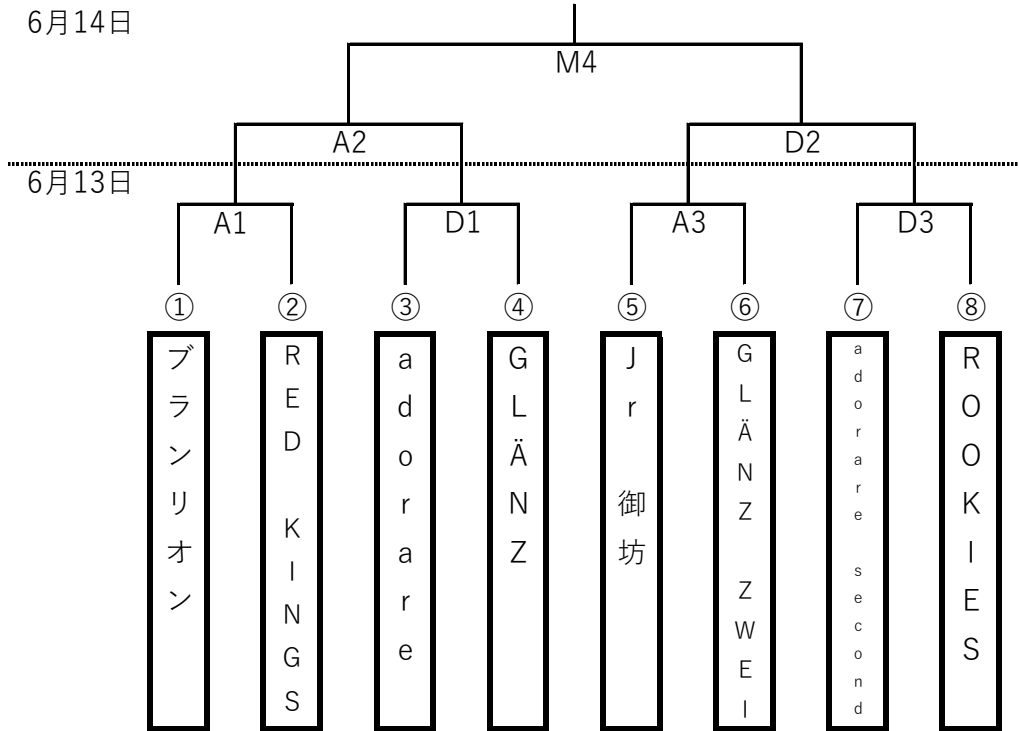 6月14日
M4
A2
D2
6月13日
A1
D1
A3
D3
①
②
③
④
⑤
⑥
⑦
⑧
ブランリオン
RED KINGS
adorare
GLÄNZ
Jr 御坊
GLÄNZ ZWEI
adorare second
ROOKIES